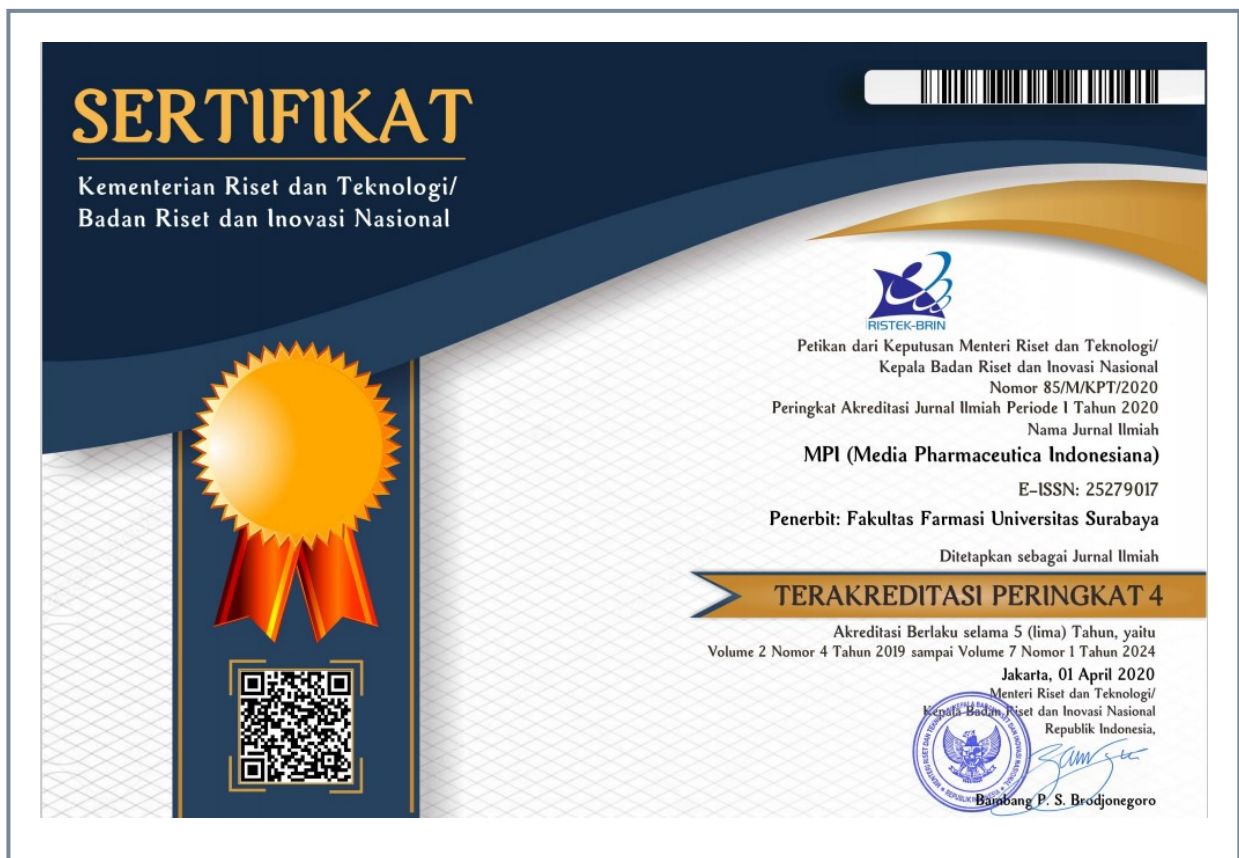 SERTIFIKAT
Kementerian Riset dan Teknologi/
Badan Riset dan Inovasi Nasional
RISTEK-BRIN
Petikan dari Keputusan Menteri Riset dan Teknologi/
Kepala Badan Riset dan Inovasi Nasional
Nomor 85/M/KPT/2020
Peringkat Akreditasi Jurnal Ilmiah Periode I Tahun 2020
Nama Jurnal Ilmiah
MPI (Media Pharmaceutica Indonesiana)
E-ISSN: 25279017
Penerbit: Fakultas Farmasi Universitas Surabaya
Ditetapkan sebagai Jurnal Ilmiah
TERAKREDITASI PERINGKAT 4
Akreditasi Berlaku selama 5 (lima) Tahun, yaitu
Volume 2 Nomor 4 Tahun 2019 sampai Volume 7 Nomor 1 Tahun 2024
Jakarta, 01 April 2020
Menteri Riset dan Teknologi/
Kepala Badan Riset dan Inovasi Nasional
Republik Indonesia,
Bambang P. S. Brodjonegoro